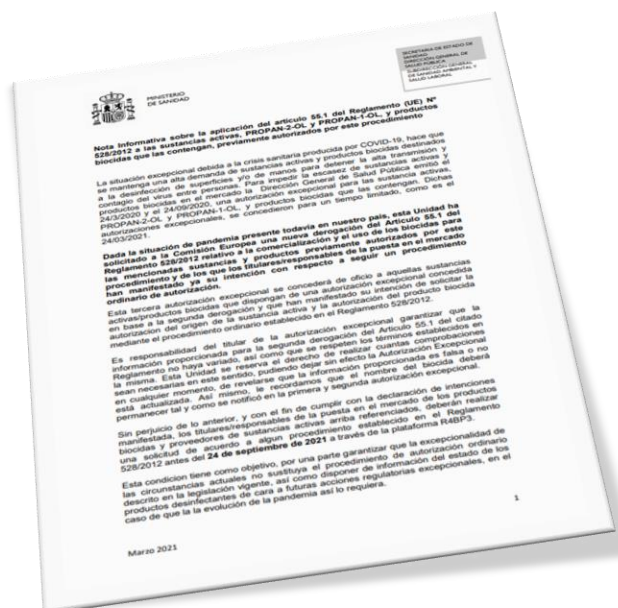 MINISTERIO
DE SANIDAD
SECRETARIA DE ESTADO DE
SANIDAD
DIRECCIÓN GENERAL DE
SALUD PÚBLICA
SUBDIRECCIÓN GENERAL
DE SANIDAD AMBIENTAL Y
SALUD LABORAL
Nota Informativa sobre la aplicación del artículo 55.1 del Reglamento (UE) Nº
528/2012 a las sustancias activas, PROPAN-2-OL y PROPAN-1-OL, y productos
biocidas que las contengan, previamente autorizados por este procedimiento
La situación excepcional debida a la crisis sanitaria producida por COVID-19, hace que
se mantenga una alta demanda de sustancias activas y productos biocidas destinados
a la desinfección de superficies y/o de manos para detener la alta transmisión y
contagio del virus entre personas. Para impedir la escasez de sustancias activas y
productos biocidas en el mercado la Dirección General de Salud Pública emitió el
24/3/2020 y el 24/09/2020, una autorización excepcional para las sustancias activas,
PROPAN-2-OL y PROPAN-1-OL, y productos biocidas que las contengan. Dichas
autorizaciones excepcionales, se concedieron para un tiempo limitado, como es el
24/03/2021.
Dada la situación de pandemia presente todavía en nuestro país, esta Unidad ha
solicitado a la Comisión Europea una nueva derogación del Artículo 55.1 del
Reglamento 528/2012 relativo a la comercialización y el uso de los biocidas para
las mencionadas sustancias y productos previamente autorizados por este
procedimiento y de los que los titulares/responsables de la puesta en el mercado
han manifestado ya su intención con respecto a seguir un procedimiento
ordinario de autorización.
Esta tercera autorización excepcional se concederá de oficio a aquellas sustancias
activas/productos biocidas que dispongan de una autorización excepcional concedida
en base a la segunda derogación y que han manifestado su intención de solicitar la
autorizacion del origen de la sustancia activa y la autorización del producto biocida
mediante el procedimiento ordinario establecido en el Reglamento 528/2012.
Es responsabilidad del titular de la autorización excepcional garantizar que la
información proporcionada para la segunda derogación del Artículo 55.1 del citado
Reglamento no haya variado, así como que se respeten los términos establecidos en
la misma. Esta Unidad se reserva el derecho de realizar cuantas comprobaciones
sean necesarias en este sentido, pudiendo dejar sin efecto la Autorización Excepcional
en cualquier momento, de revelarse que la información proporcionada es falsa o no
está actualizada. Así mismo, le recordamos que el nombre del biocida deberá
permanecer tal y como se notificó en la primera y segunda autorización excepcional.
Sin perjuicio de lo anterior, y con el fin de cumplir con la declaración de intenciones
manifestada, los titulares/responsables de la puesta en el mercado de los productos
biocidas y proveedores de sustancias activas arriba referenciados, deberán realizar
una solicitud de acuerdo a algun procedimiento establecido en el Reglamento
528/2012 antes del 24 de septiembre de 2021 a través de la plataforma R4BP3.
Esta condicion tiene como objetivo, por una parte garantizar que la excepcionalidad de
las circunstancias actuales no sustituya el procedimiento de autorización ordinario
descrito en la legislación vigente, así como disponer de información del estado de los
productos desinfectantes de cara a futuras acciones regulatorias excepcionales, en el
caso de que la la evolución de la pandemia así lo requiera.
1
Marzo 2021